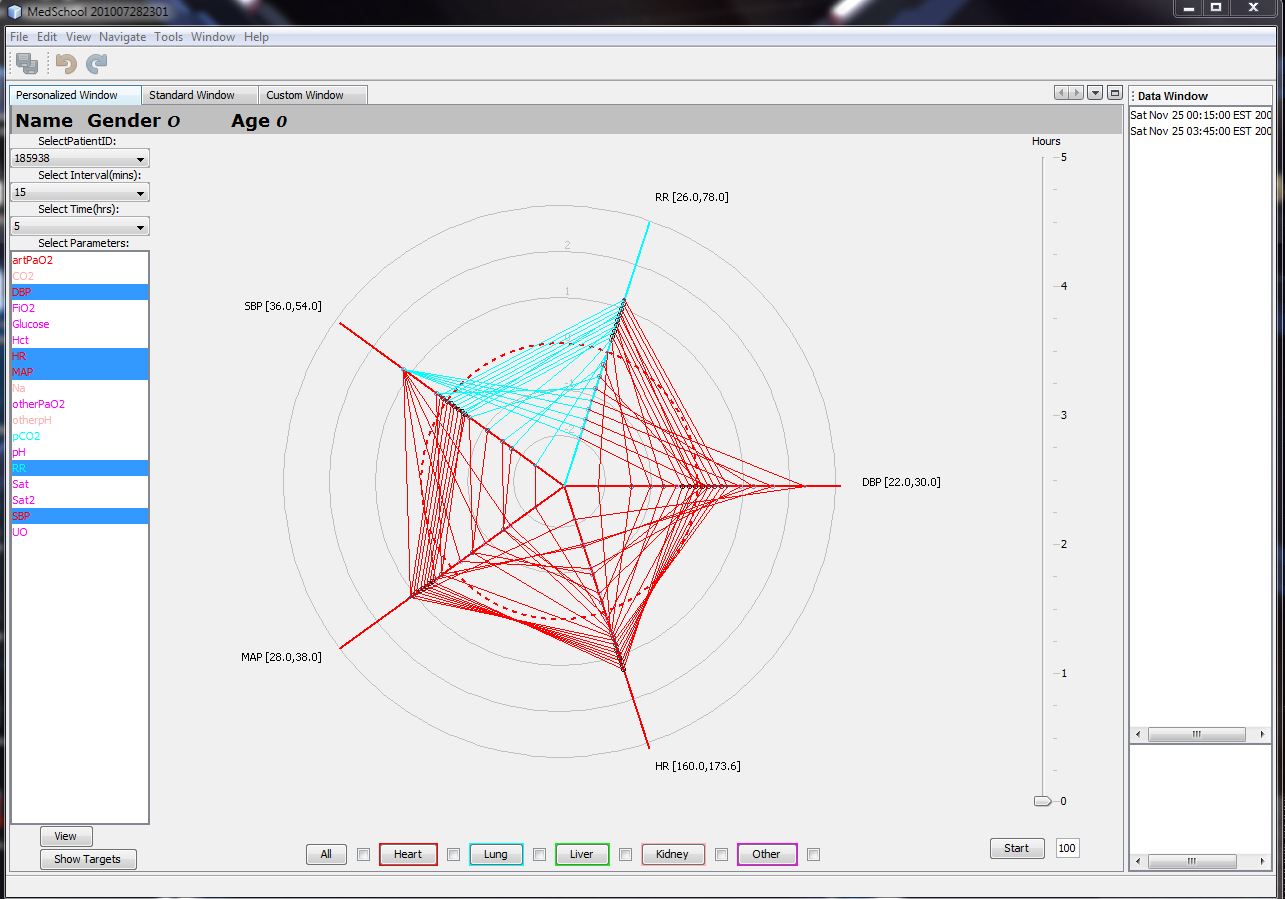 MedSchool 201007282301
File Edit View Navigate Tools Window Help
Personalized Window Standard Window Custom Window
Data Window
Name Gender O Age 0
Sat Nov 25 00:15:00 EST 200
Sat Nov 25 03:45:00 EST 200
SelectPatientID:
185938
Select Interval(mins):
15
Select Time(hrs):
5
Select Parameters:
artPaO2
CO2
DBP
FiO2
Glucose
Hct
HR
MAP
Na
otherPaO2
otherpH
pCO2
pH
RR
Sat
Sat2
SBP
UO
View
Show Targets
RR [26.0,78.0]
SBP [36.0,54.0]
DBP [22.0,30.0]
MAP [28.0,38.0]
HR [160.0,173.6]
2
1
0
-1
-2
Hours
5
4
3
2
1
0
All Heart Lung Liver Kidney Other
Start 100